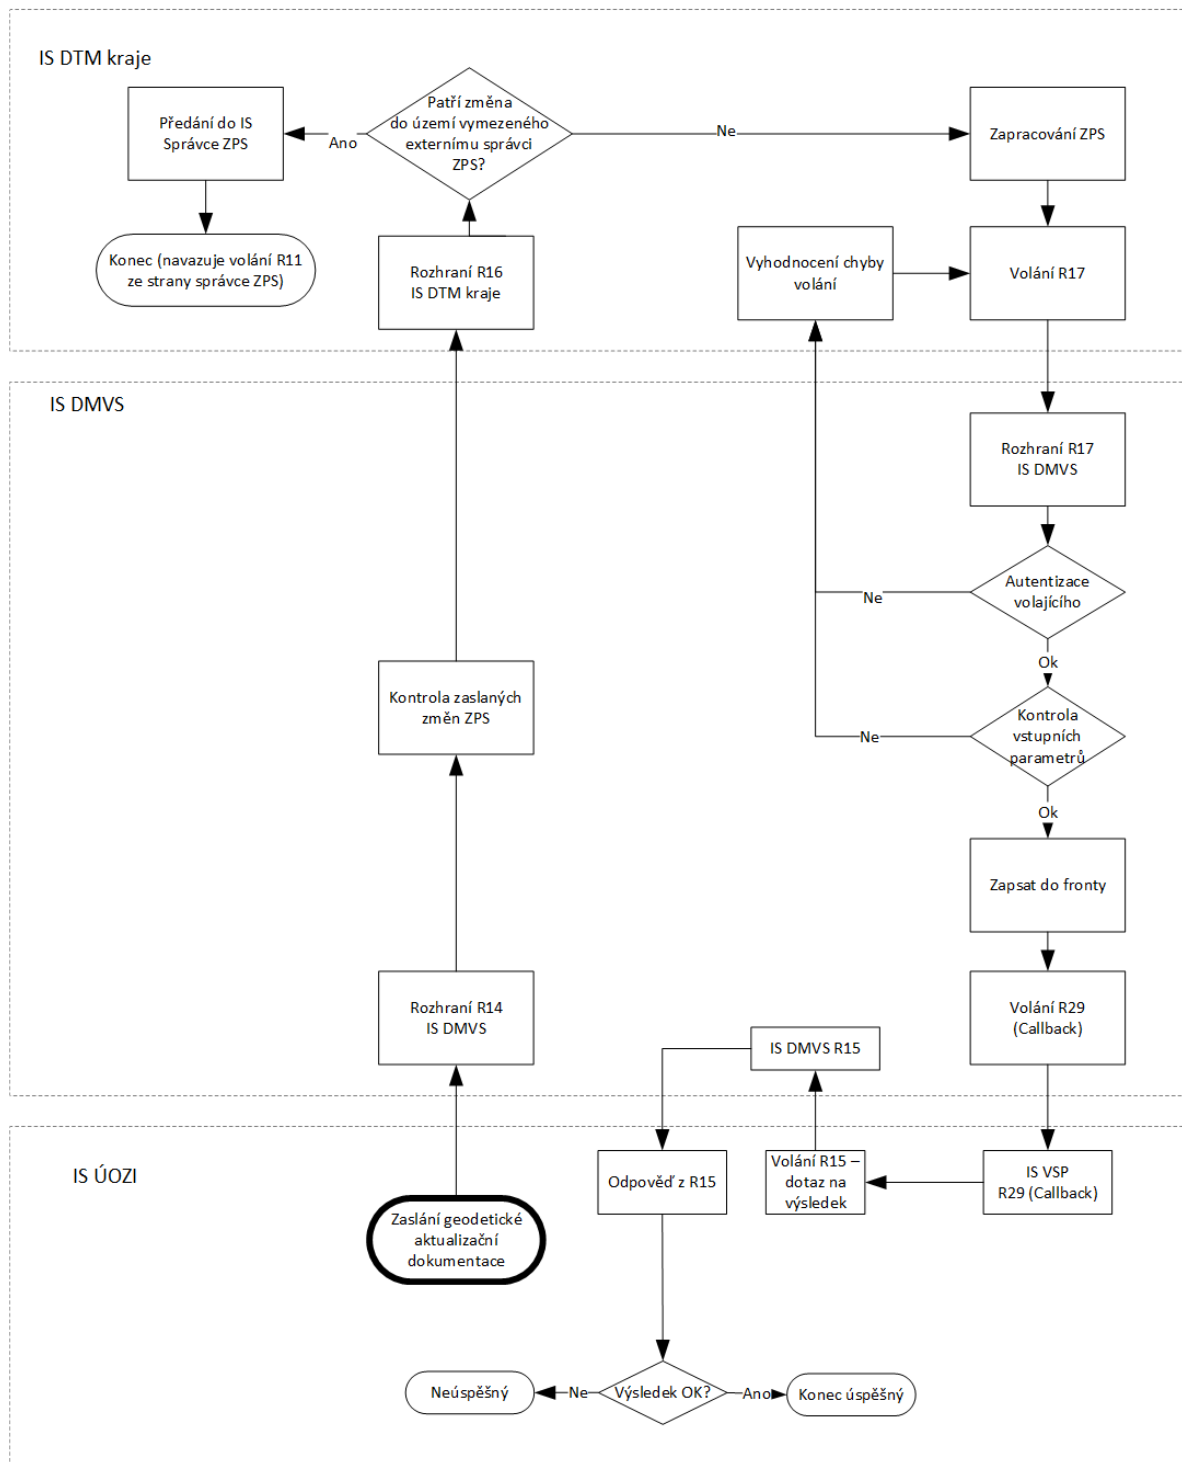 IS DTM kraje
Předání do IS
Správce ZPS
Ano
Patří změna
do území vymezeného
externímu správci
ZPS?
Ne
Zapracování ZPS
Konec (navazuje volání R11
ze strany správce ZPS)
Rozhraní R16
IS DTM kraje
Vyhodnocení chyby
volání
Volání R17
IS DMVS
Rozhraní R17
IS DMVS
Autentizace
volajícího
Ne
Ok
Kontrola zaslaných
změn ZPS
Kontrola
vstupních
parametrů
Ne
Ok
Zapsat do fronty
Rozhraní R14
IS DMVS
Volání R29
(Callback)
IS DMVS R15
IS ÚOZI
Odpověď z R15
Volání R15 –
dotaz na
výsledek
IS VSP
R29 (Callback)
Zaslání geodetické
aktualizační
dokumentace
Neúspěšný
Ne
Výsledek OK?
Ano
Konec úspěšný